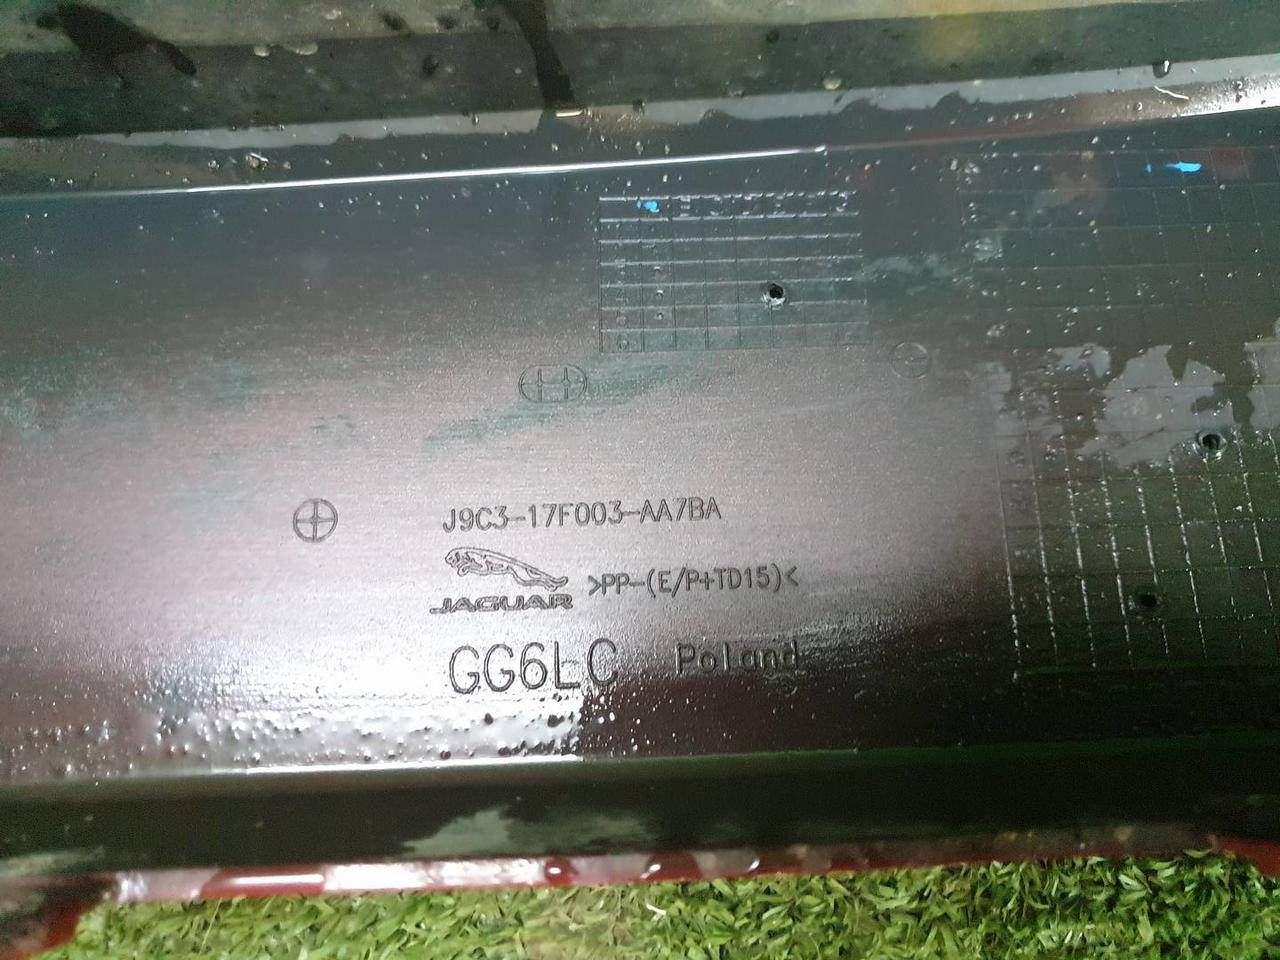 J9C3-17F003-AA7BA
JAGUAR
>PP-(E/P+TD15)<
GG6LC Poland